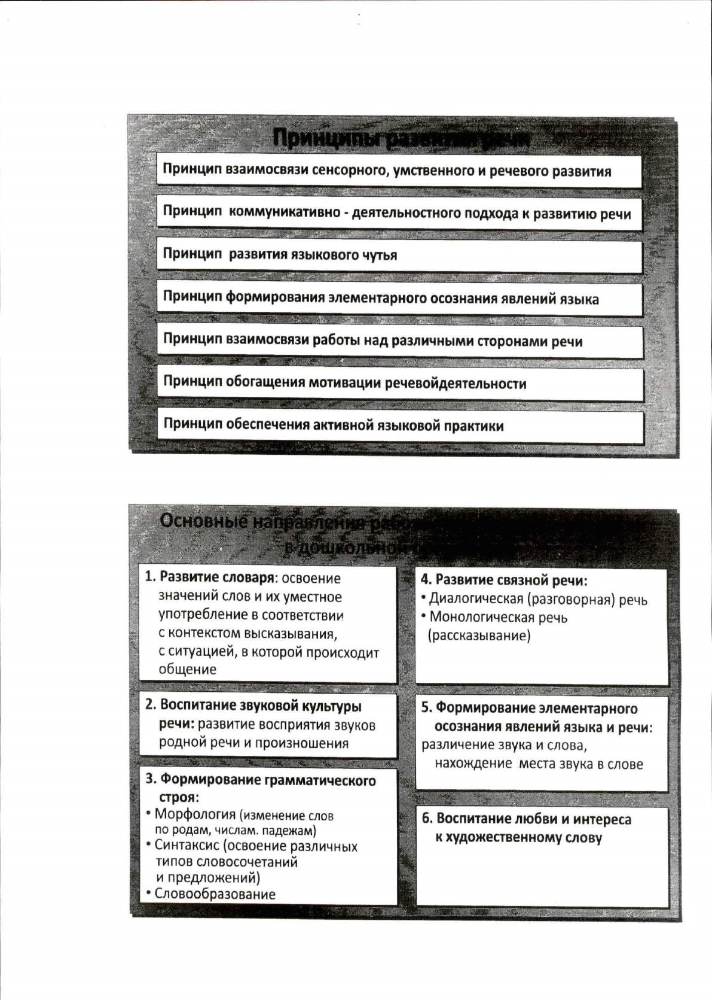 Принципы развития речи
Принцип взаимосвязи сенсорного, умственного и речевого развития
Принцип коммуникативно - деятельностного подхода к развитию речи
Принцип развития языкового чутья
Принцип формирования элементарного осознания явлений языка
Принцип взаимосвязи работы над различными сторонами речи
Принцип обогащения мотивации речевойдеятельности
Принцип обеспечения активной языковой практики
Основные направления
в дошкольной
1. Развитие словаря: освоение
значений слов и их уместное
употребление в соответствии
с контекстом высказывания,
с ситуацией, в которой происходит
общение
2. Воспитание звуковой культуры
речи: развитие восприятия звуков
родной речи и произношения
3. Формирование грамматического
строя:
• Морфология (изменение слов
по родам, числам. падежам)
• Синтаксис (освоение различных
типов словосочетаний
и предложений)
• Словообразование
4. Развитие связной речи:
• Диалогическая (разговорная) речь
• Монологическая речь
(рассказывание)
5. Формирование элементарного
осознания явлений языка и речи:
различение звука и слова,
нахождение места звука в слове
6. Воспитание любви и интереса
к художественному слову